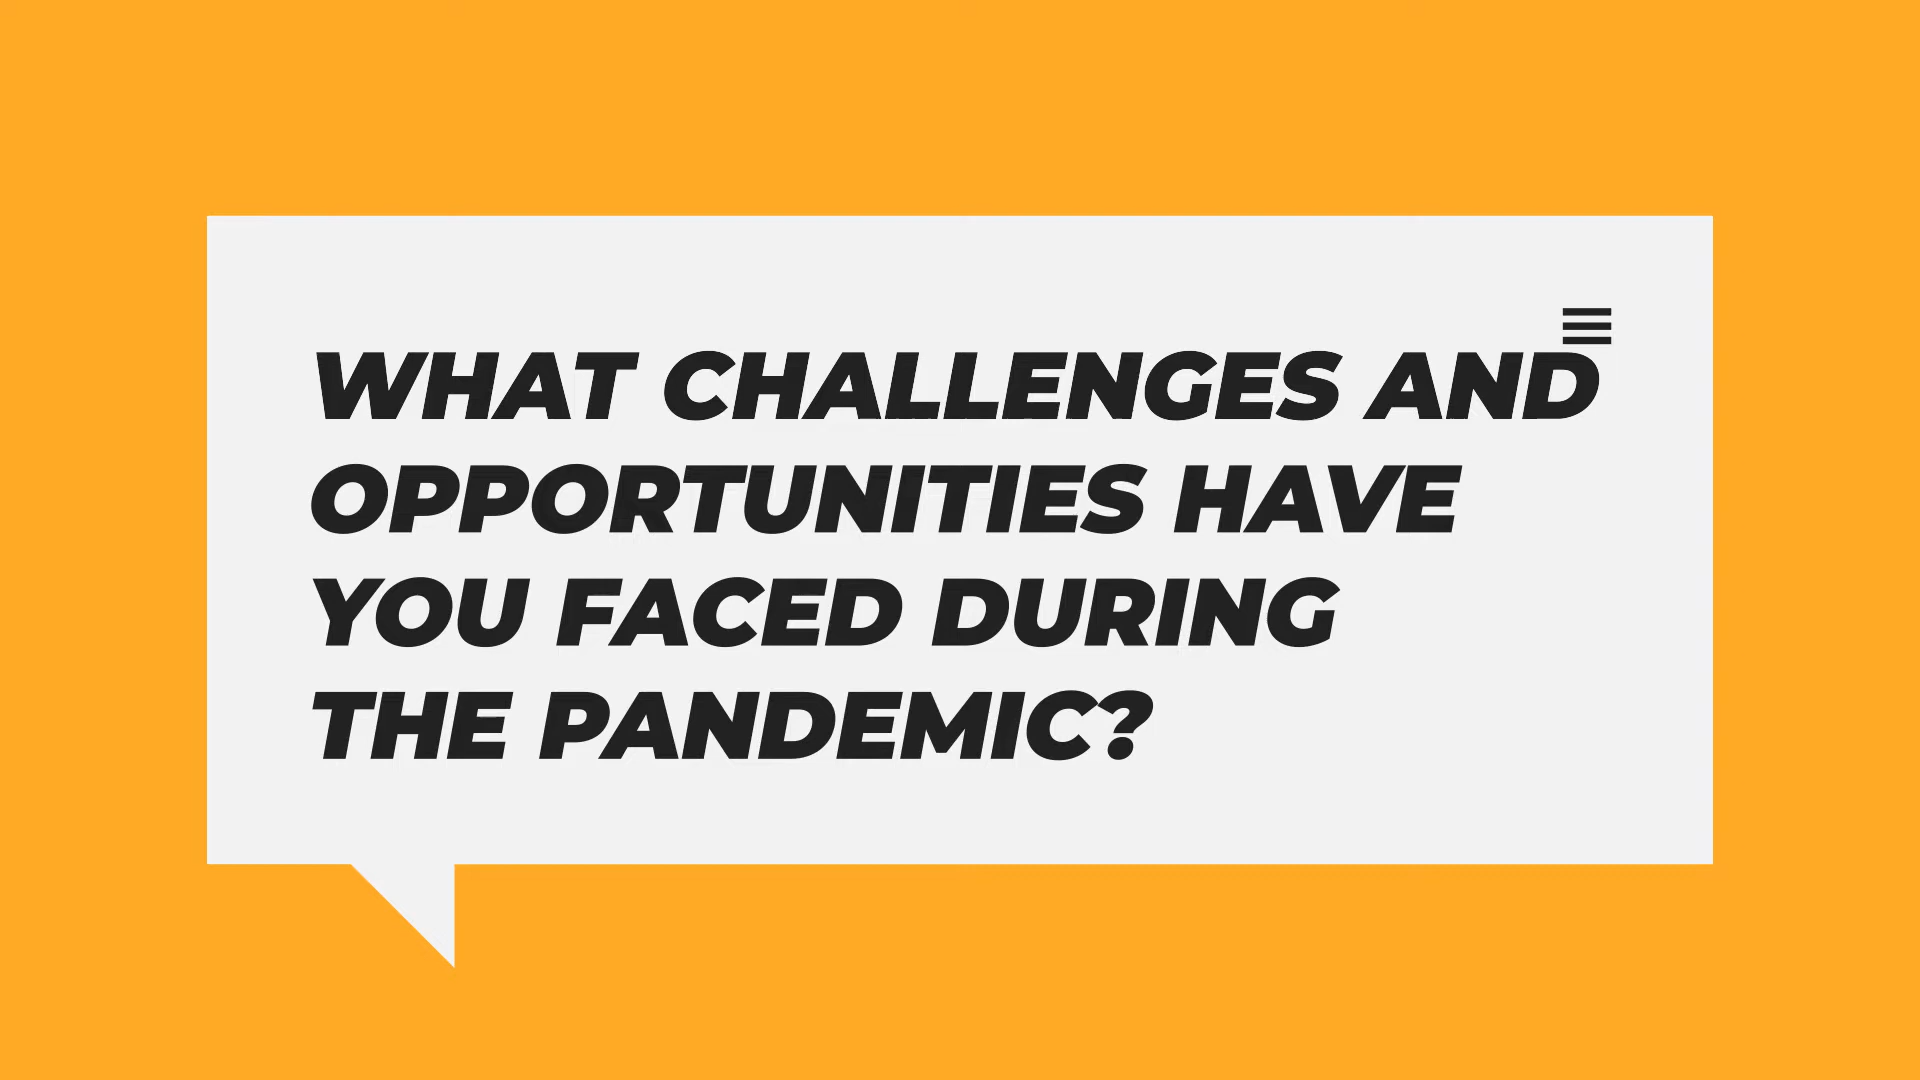 WHAT CHALLENGES AND
OPPORTUNITIES HAVE
YOU FACED DURING
THE PANDEMIC?